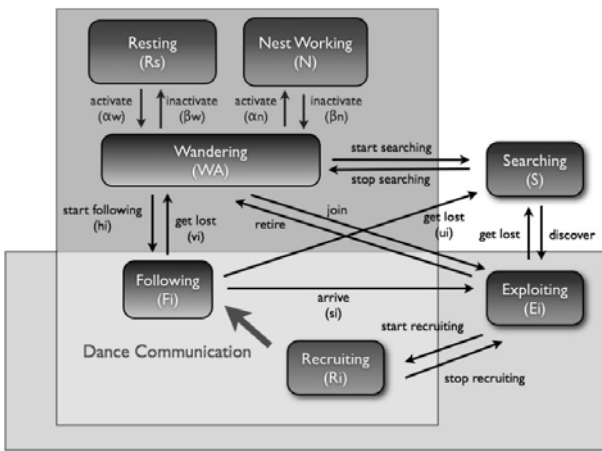 Resting
(Rs)
Nest Working
(N)
activate
(αw)
inactivate
(βw)
activate
(αn)
inactivate
(βn)
Wandering
(WA)
start searching
stop searching
Searching
(S)
start following
(hi)
get lost
(vi)
join
retire
get lost
(ui)
get lost
discover
Following
(Fi)
arrive
(si)
Exploiting
(Ei)
start recruiting
Dance Communication
Recruiting
(Ri)
stop recruiting